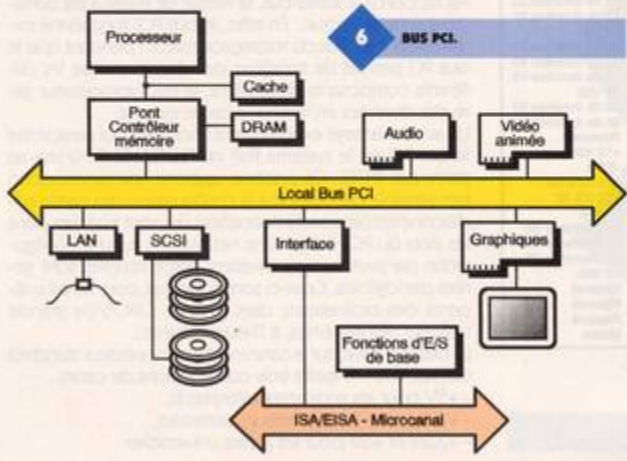 6 BUS PCI.
Processeur
Cache
Pont
Contrôleur
mémoire
DRAM
Audio
Vidéo
animée
Local Bus PCI
LAN
SCSI
Interface
Graphiques
Fonctions d'E/S
de base
ISA/EISA - Microcanal